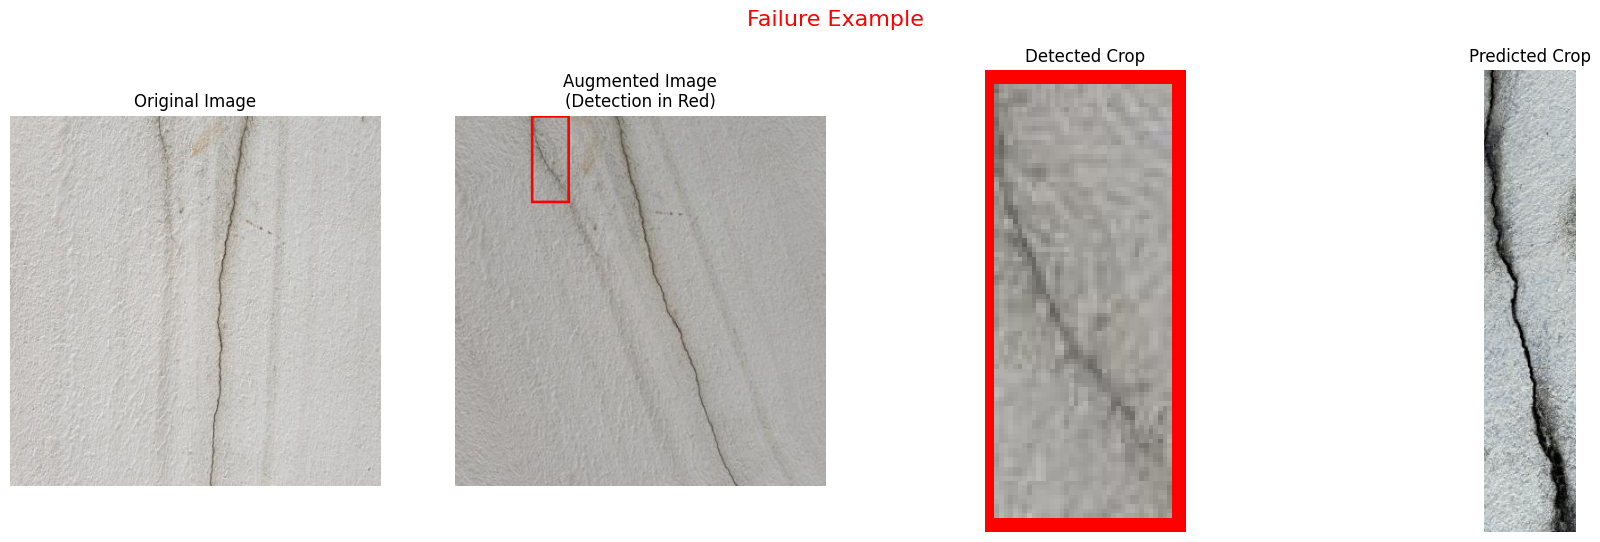 Failure Example
Original Image
Augmented Image
(Detection in Red)
Detected Crop
Predicted Crop